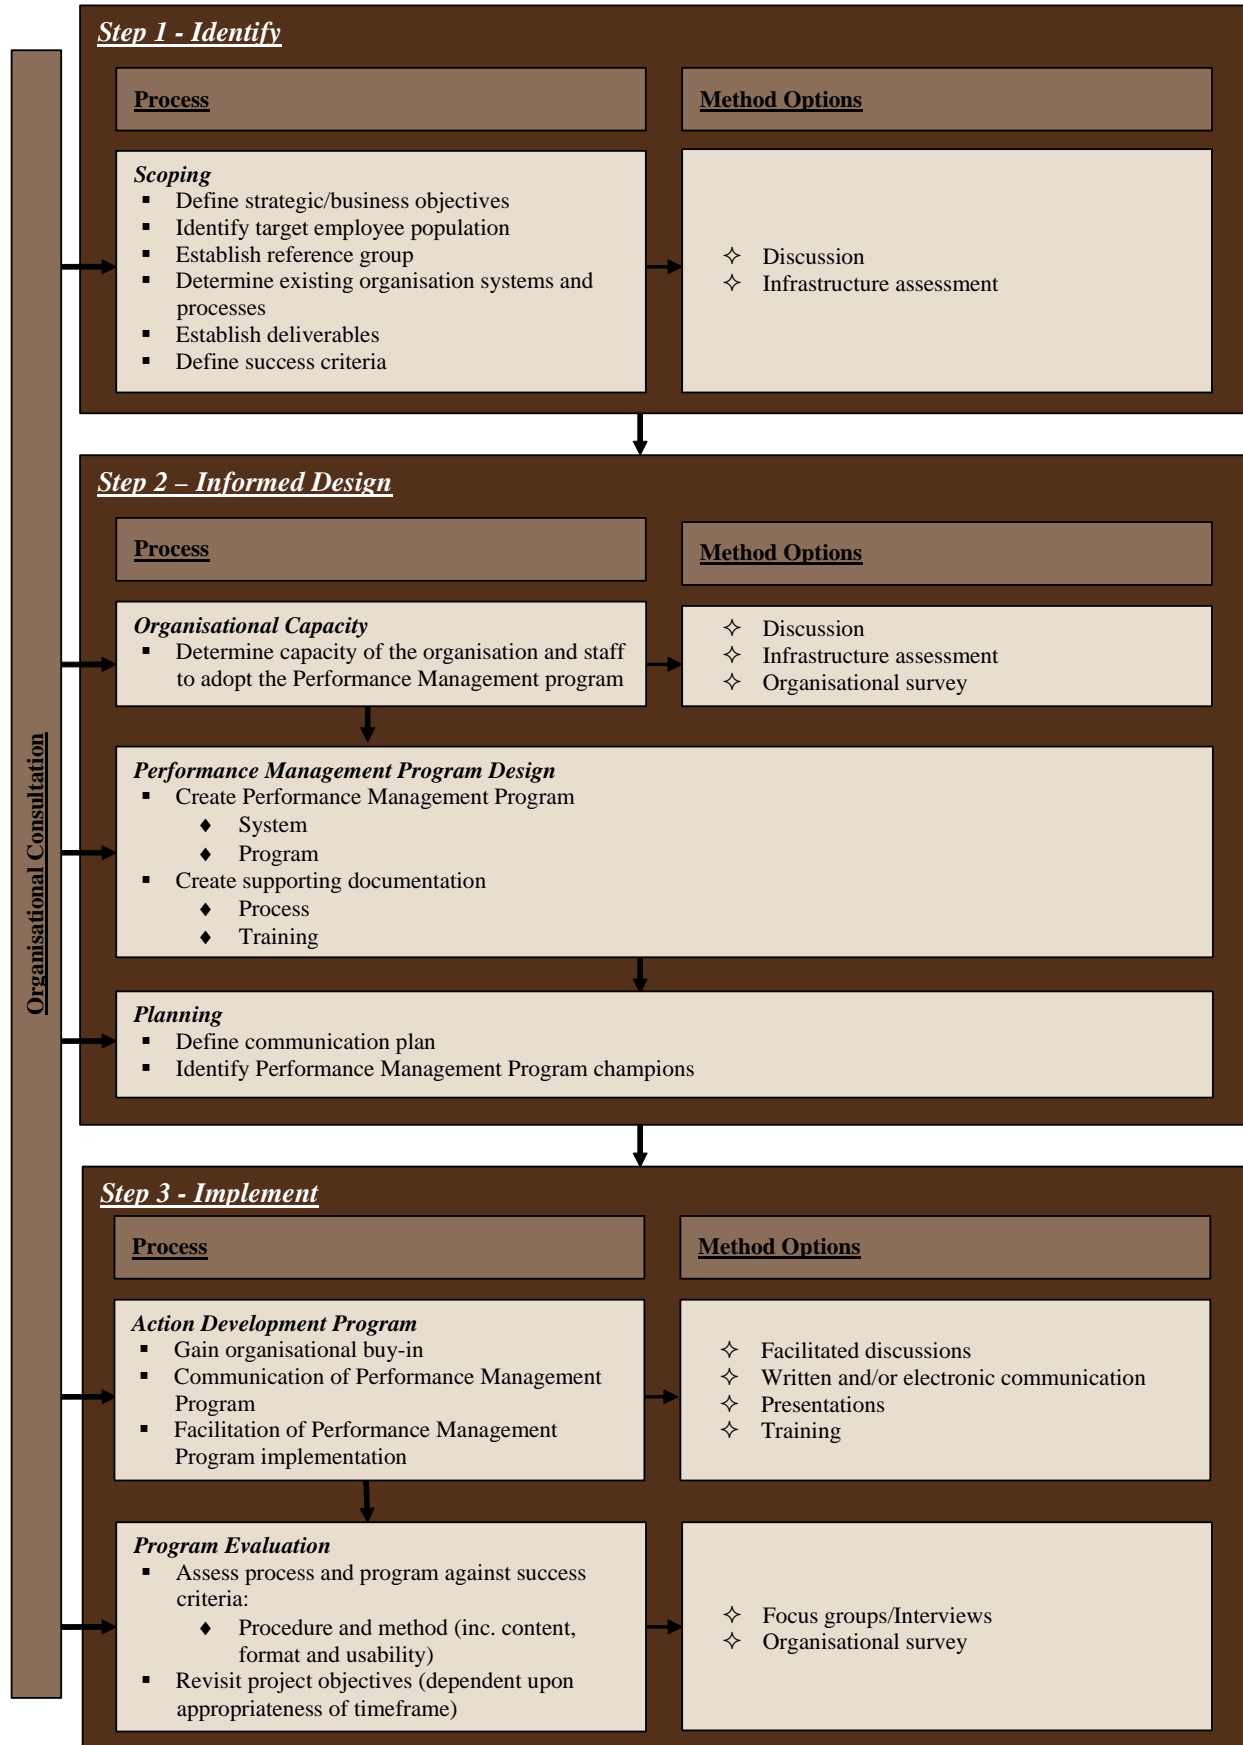 Organisational Consultation
Step 1 - Identify
Process
Method Options
Scoping
▪ Define strategic/business objectives
▪ Identify target employee population
▪ Establish reference group
▪ Determine existing organisation systems and
processes
▪ Establish deliverables
▪ Define success criteria
✧ Discussion
✧ Infrastructure assessment
Step 2 – Informed Design
Process
Method Options
Organisational Capacity
▪ Determine capacity of the organisation and staff
to adopt the Performance Management program
✧ Discussion
✧ Infrastructure assessment
✧ Organisational survey
Performance Management Program Design
▪ Create Performance Management Program
♦ System
♦ Program
▪ Create supporting documentation
♦ Process
♦ Training
Planning
▪ Define communication plan
▪ Identify Performance Management Program champions
Step 3 - Implement
Process
Method Options
Action Development Program
▪ Gain organisational buy-in
▪ Communication of Performance Management
Program
▪ Facilitation of Performance Management
Program implementation
✧ Facilitated discussions
✧ Written and/or electronic communication
✧ Presentations
✧ Training
Program Evaluation
▪ Assess process and program against success
criteria:
♦ Procedure and method (inc. content,
format and usability)
▪ Revisit project objectives (dependent upon
appropriateness of timeframe)
✧ Focus groups/Interviews
✧ Organisational survey